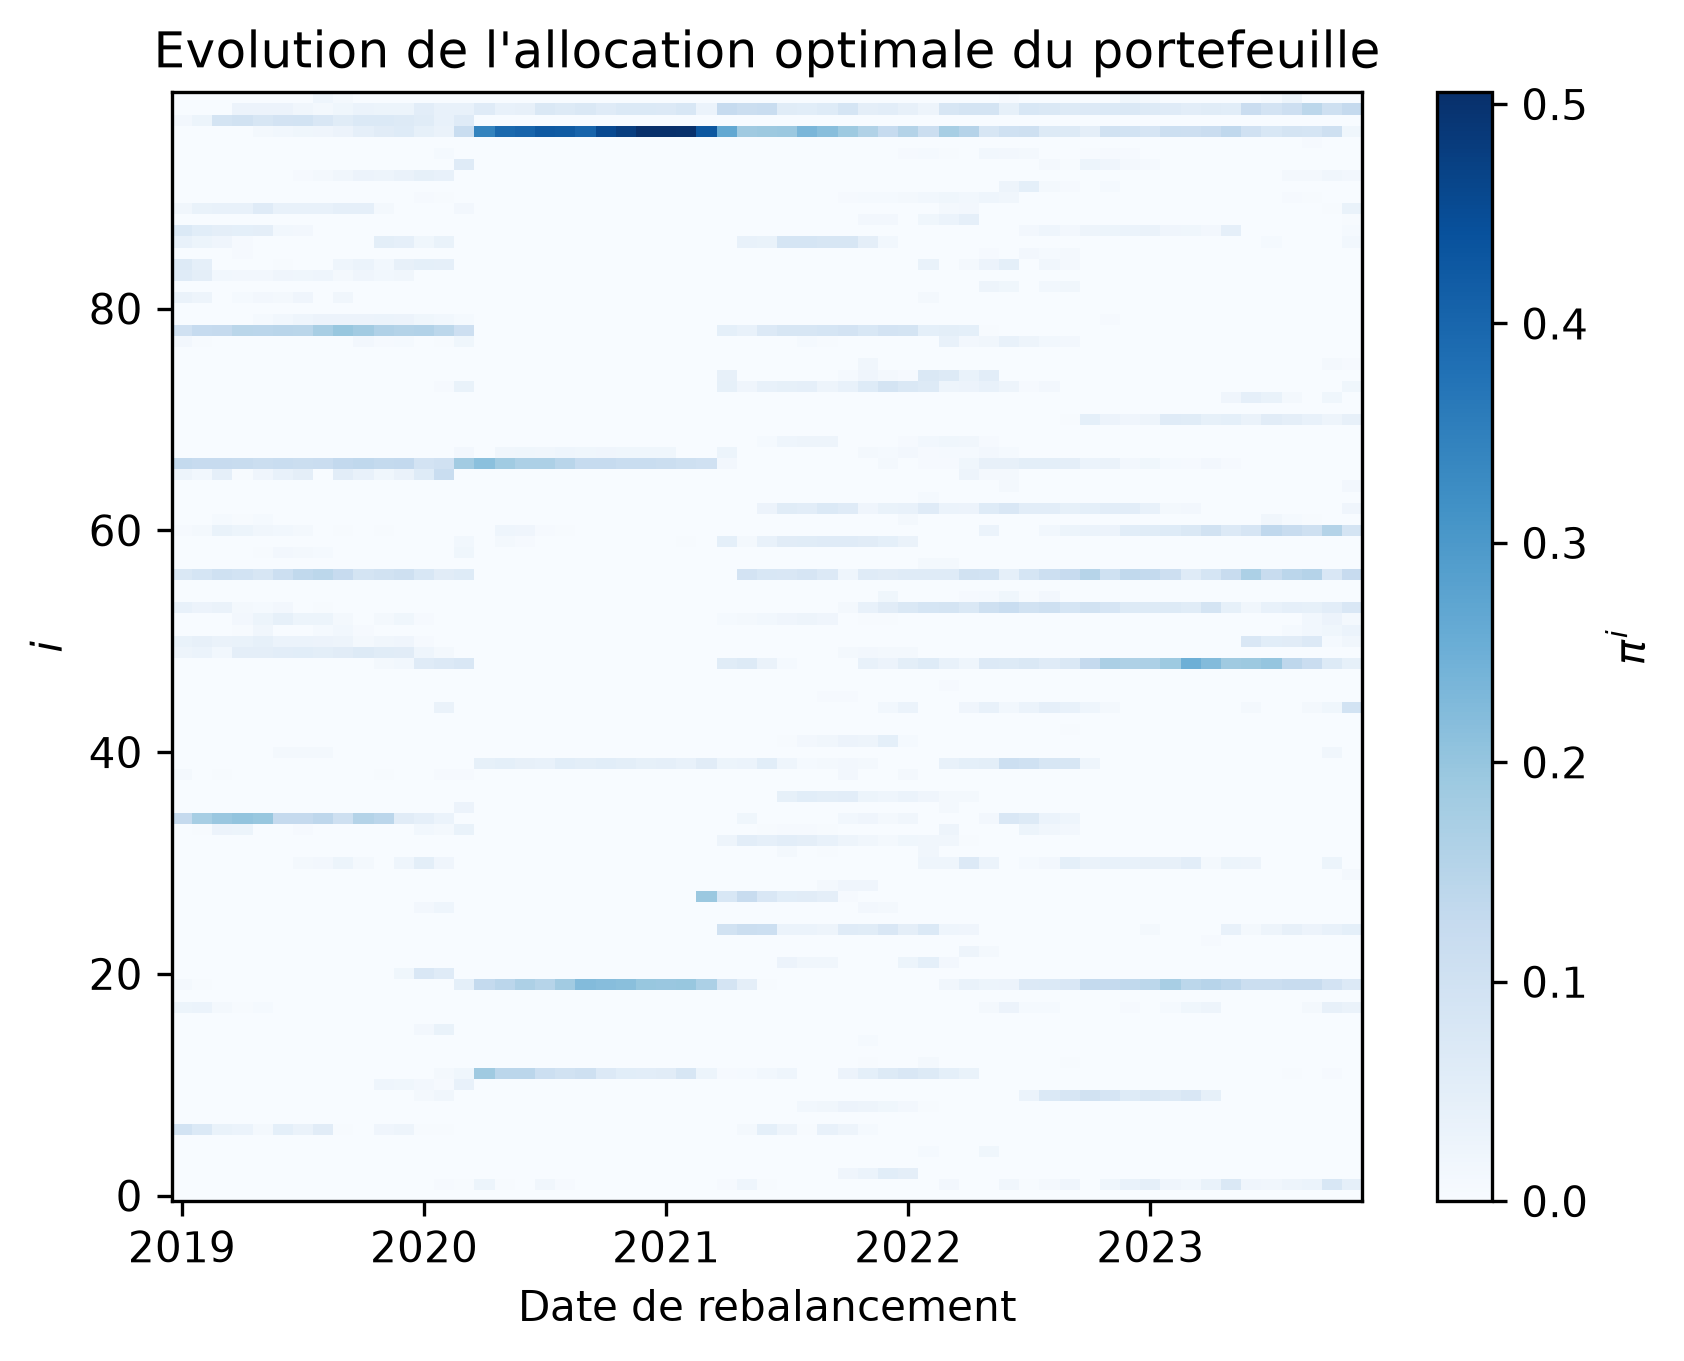 Evolution de l'allocation optimale du portefeuille
0.5
80
0.4
60
0.3
i
πⁱ
40
0.2
20
0.1
0
0.0
2019 2020 2021 2022 2023
Date de rebalancement